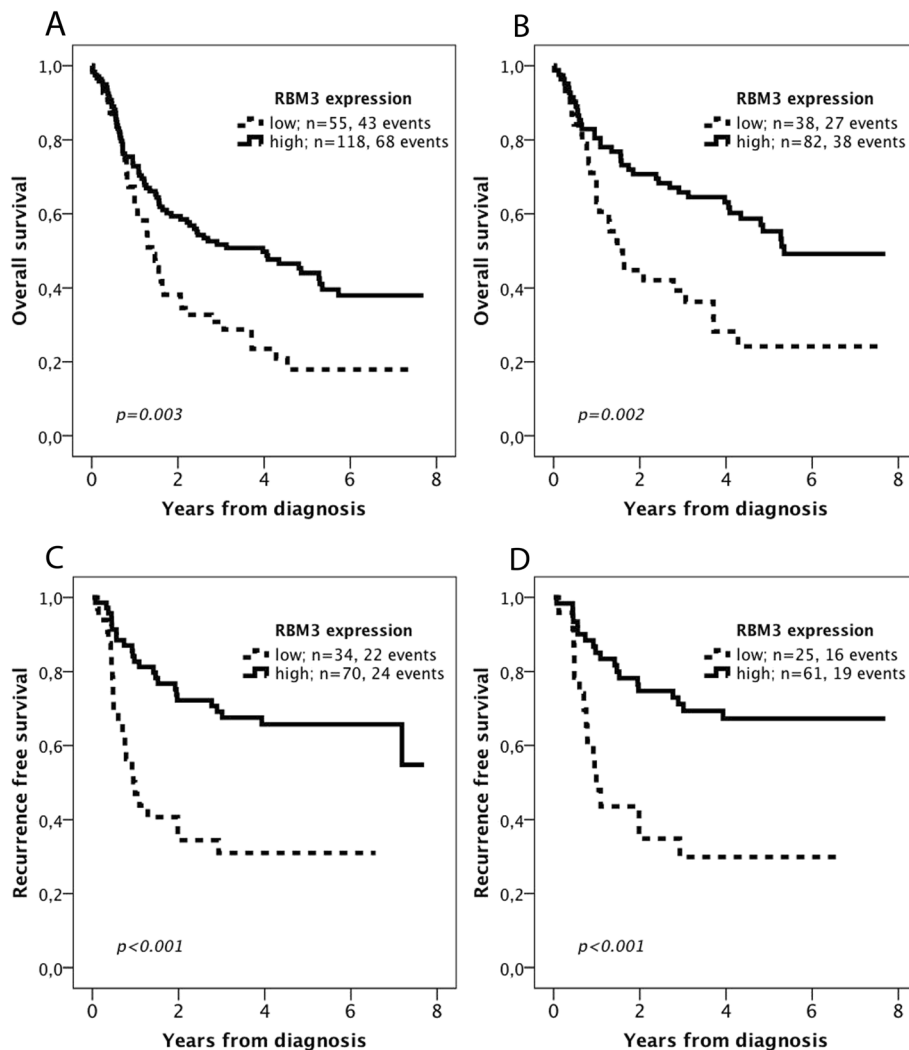 A
RBM3 expression
low; n=55, 43 events
high; n=118, 68 events
1,0
0,8
0,6
0,4
0,2
0,0
Overall survival
p=0.003
0 2 4 6 8
Years from diagnosis
B
RBM3 expression
low; n=38, 27 events
high; n=82, 38 events
1,0
0,8
0,6
0,4
0,2
0,0
Overall survival
p=0.002
0 2 4 6 8
Years from diagnosis
C
RBM3 expression
low; n=34, 22 events
high; n=70, 24 events
1,0
0,8
0,6
0,4
0,2
0,0
Recurrence free survival
p<0.001
0 2 4 6 8
Years from diagnosis
D
RBM3 expression
low; n=25, 16 events
high; n=61, 19 events
1,0
0,8
0,6
0,4
0,2
0,0
Recurrence free survival
p<0.001
0 2 4 6 8
Years from diagnosis